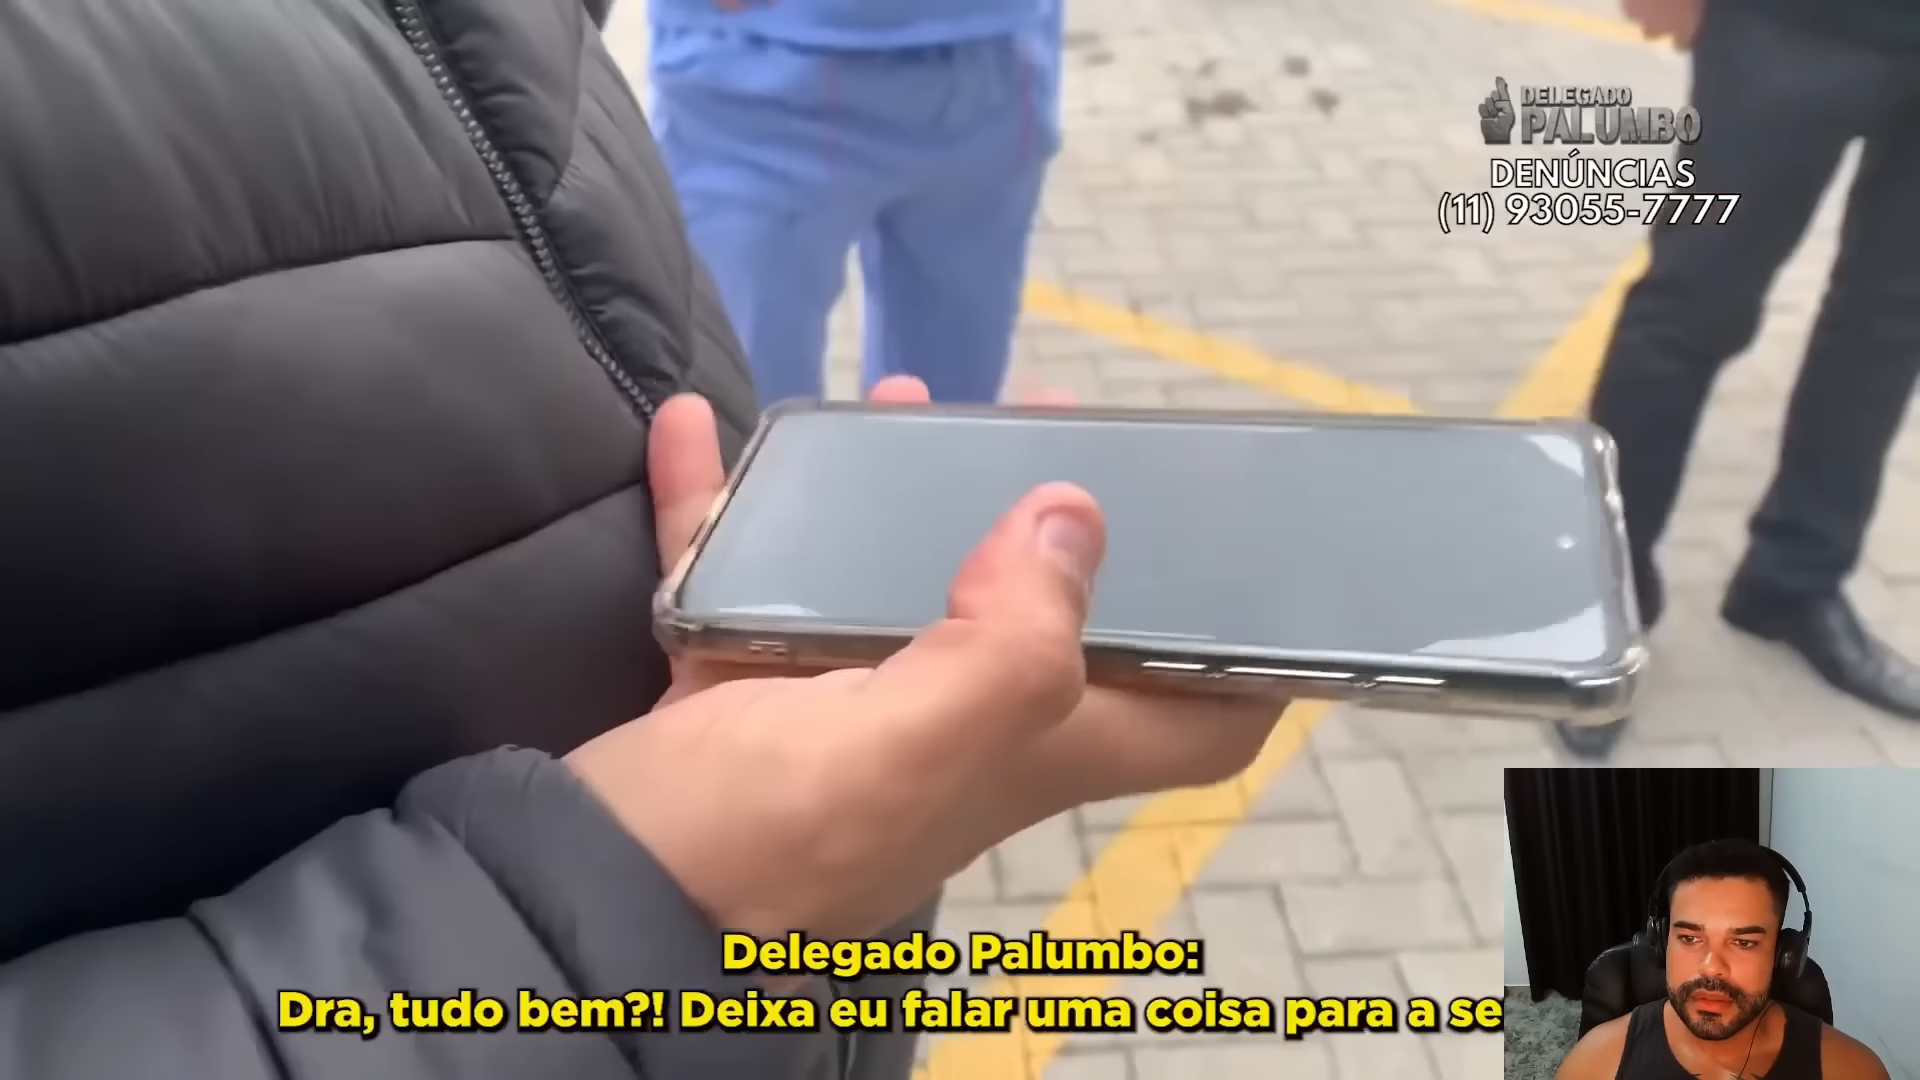 DELEGADO
PALUMBO
DENÚNCIAS
(11) 93055-7777
Delegado Palumbo:
Dra, tudo bem?! Deixa eu falar uma coisa para a se